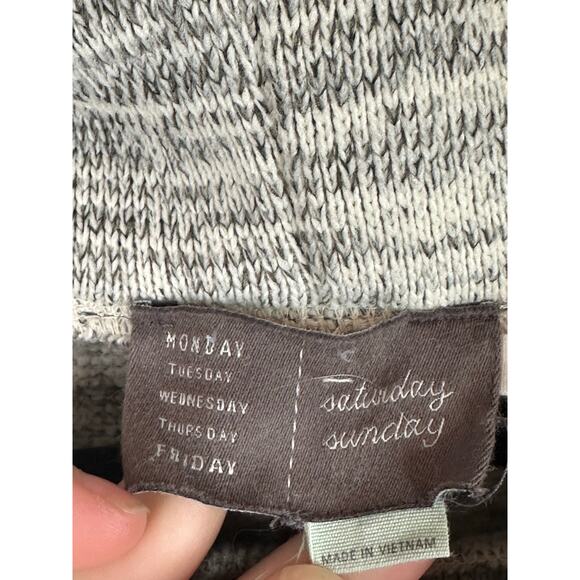 MONDAY
TUESDAY
WEDNESDAY
THURSDAY
FRIDAY
saturday
sunday
MADE IN VIETNAM